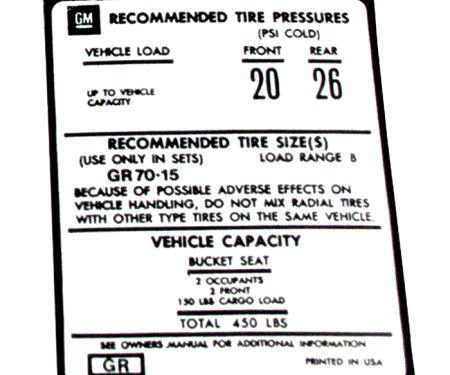 GM RECOMMENDED TIRE PRESSURES
(PSI COLD)
VEHICLE LOAD FRONT REAR
UP TO VEHICLE CAPACITY 20 26
RECOMMENDED TIRE SIZE(S)
(USE ONLY IN SETS) LOAD RANGE B
GR70-15
BECAUSE OF POSSIBLE ADVERSE EFFECTS ON
VEHICLE HANDLING, DO NOT MIX RADIAL TIRES
WITH OTHER TYPE TIRES ON THE SAME VEHICLE.
VEHICLE CAPACITY
BUCKET SEAT
2 OCCUPANTS
2 FRONT
150 LBS CARGO LOAD
TOTAL 450 LBS
SEE OWNERS MANUAL FOR ADDITIONAL INFORMATION
GR PRINTED IN USA